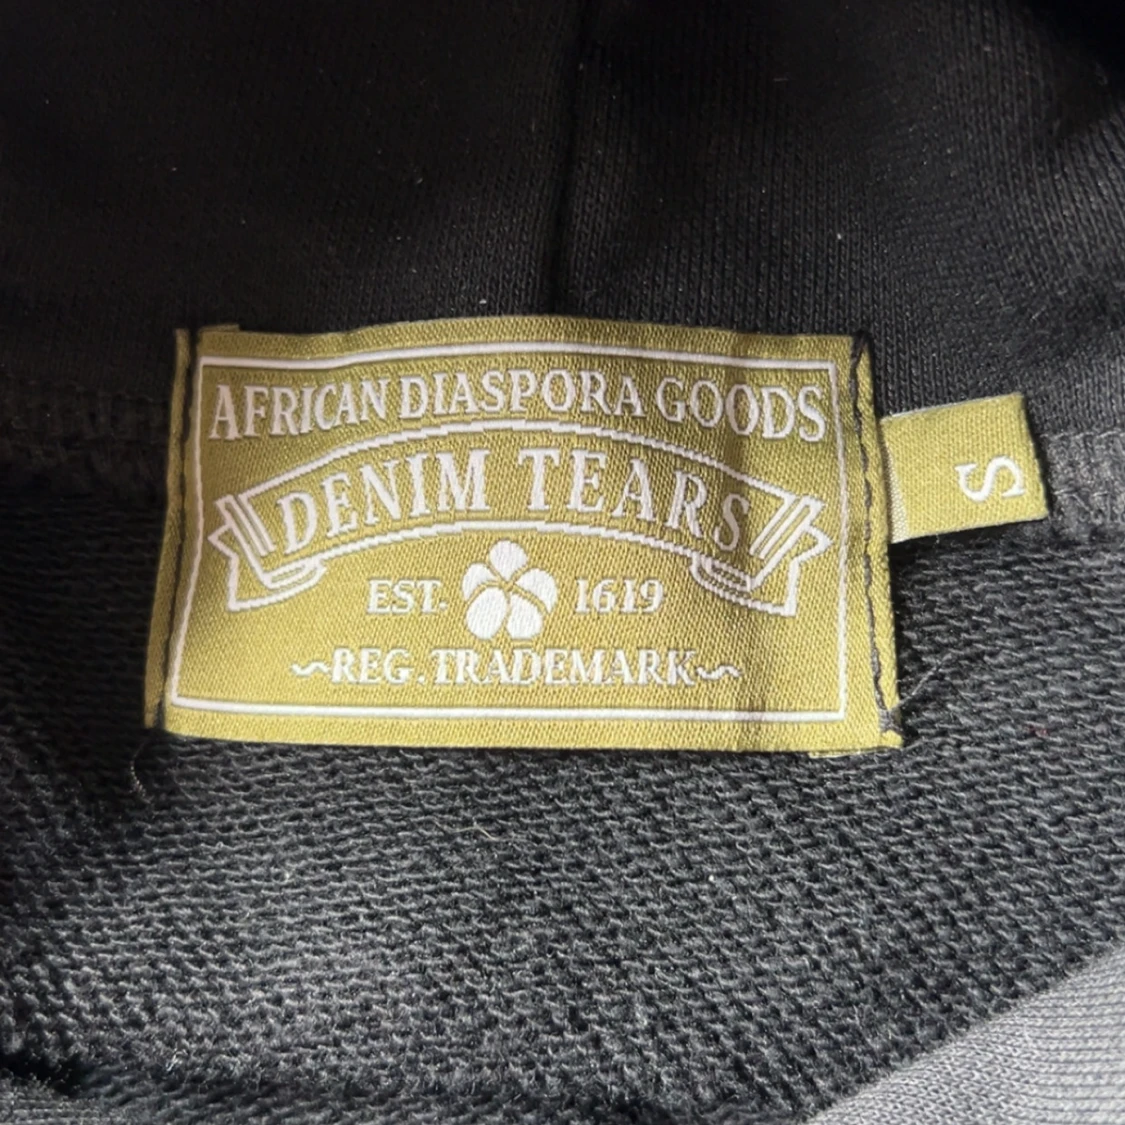 AFRICAN DIASPORA GOODS
DENIM TEARS
EST. 1619
~REG. TRADEMARK~
S